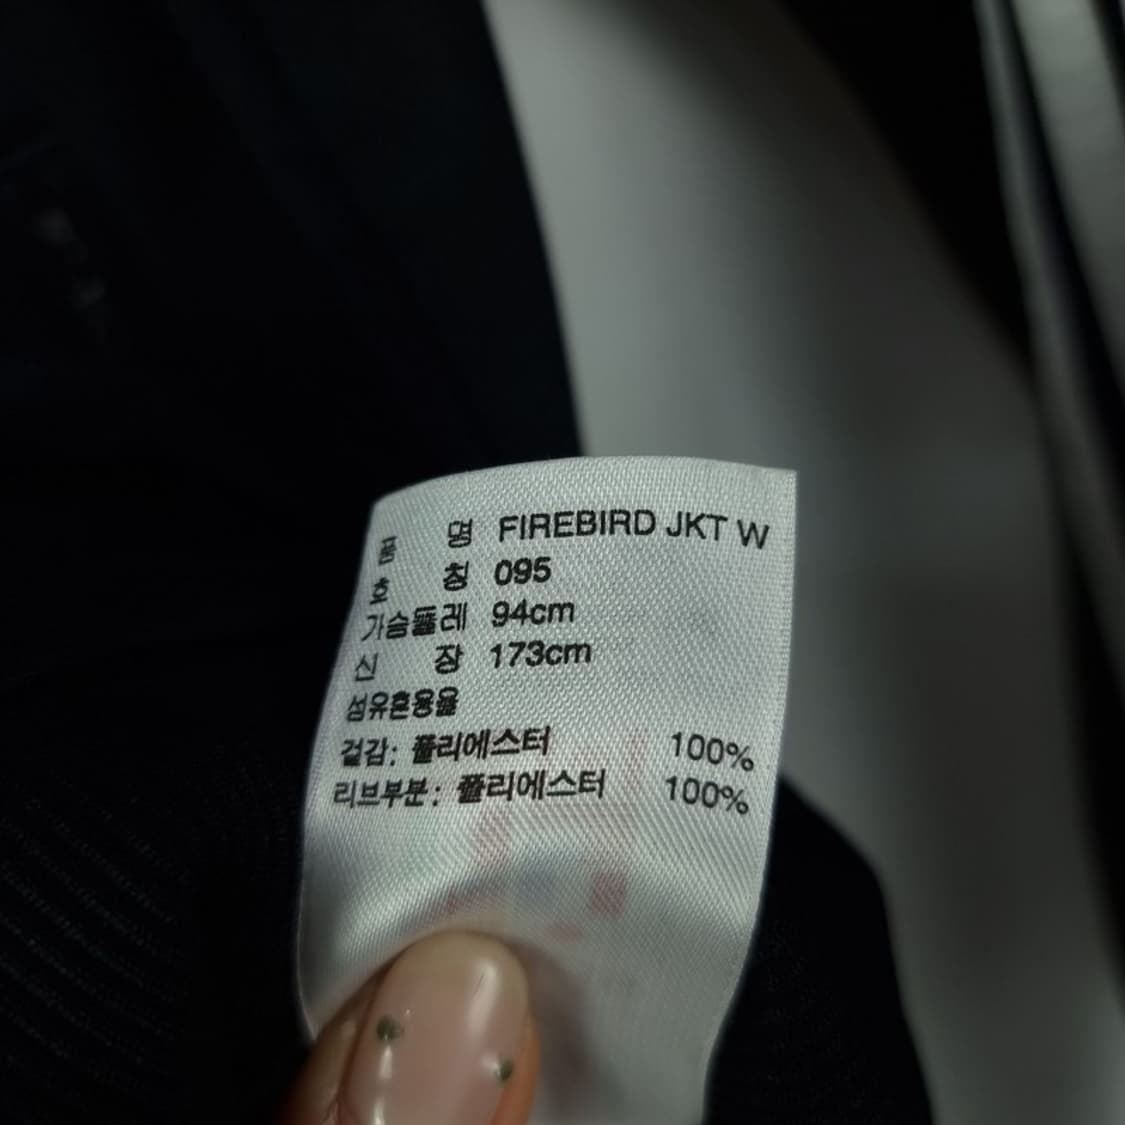 품 명 FIREBIRD JKT W
호 칭 095
가슴둘레 94cm
신 장 173cm
섬유혼용율
겉감: 폴리에스터 100%
리브부분: 폴리에스터 100%